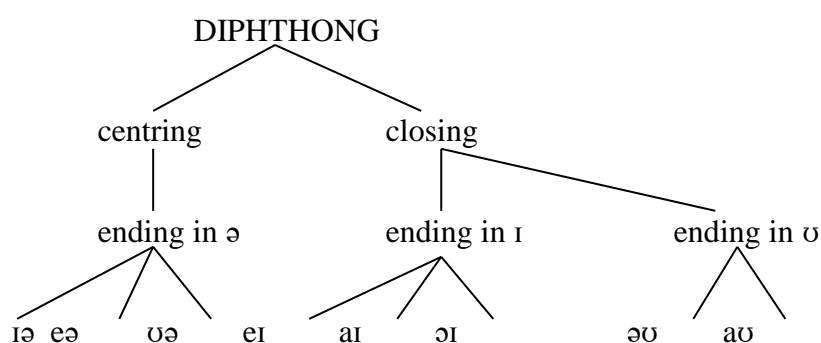 DIPHTHONG
centring closing
ending in ə ending in ɪ ending in ʊ
ɪə eə ʊə eɪ aɪ ɔɪ əʊ aʊ